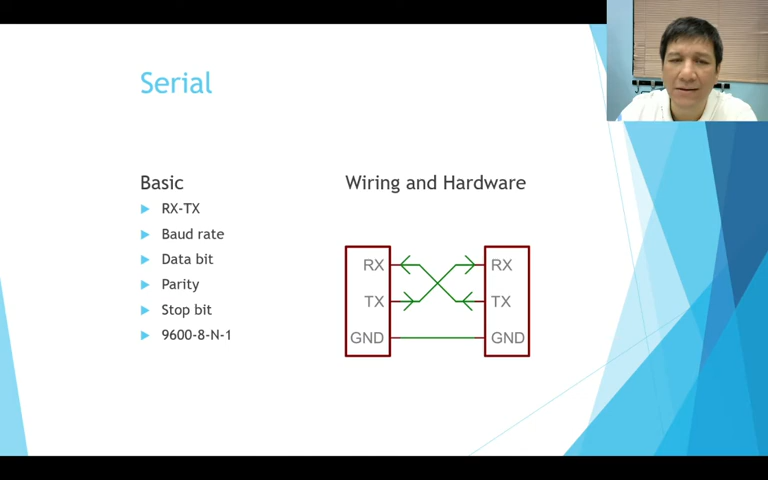 Serial
Basic
RX-TX
Baud rate
Data bit
Parity
Stop bit
9600-8-N-1
Wiring and Hardware
RX
TX
GND
RX
TX
GND